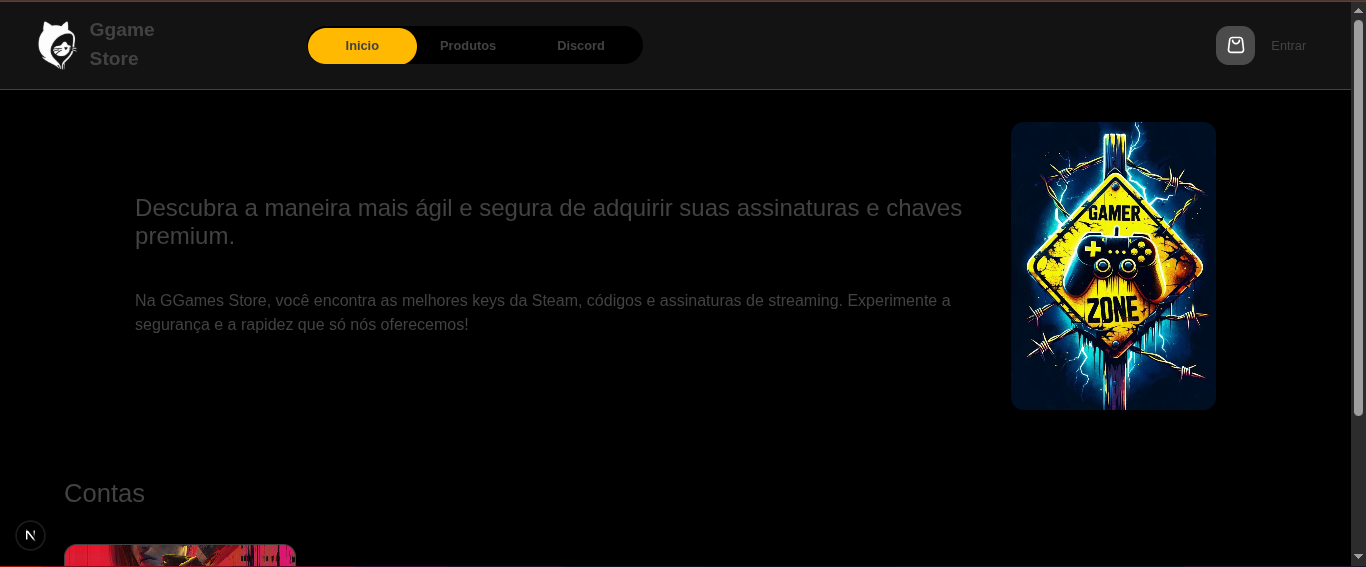 Ggame
Store
Inicio
Produtos
Discord
Entrar
Descubra a maneira mais ágil e segura de adquirir suas assinaturas e chaves
premium.
Na GGames Store, você encontra as melhores keys da Steam, códigos e assinaturas de streaming. Experimente a
segurança e a rapidez que só nós oferecemos!
GAMER
ZONE
Contas
N